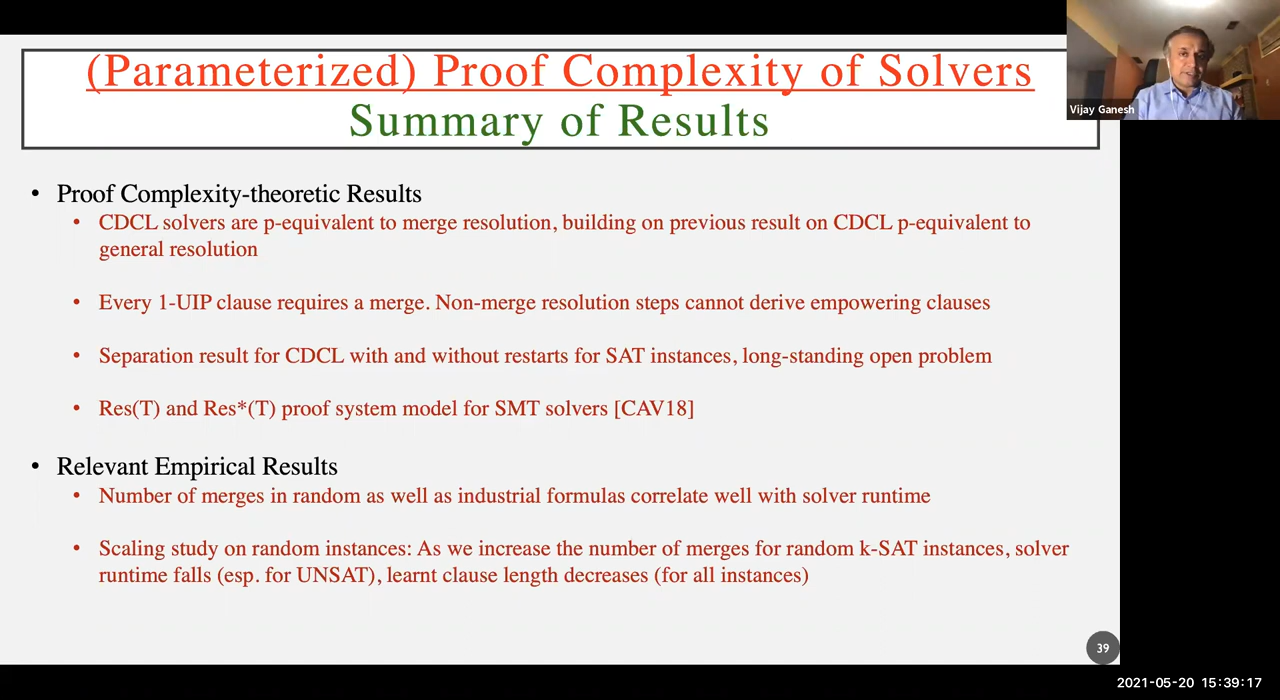 (Parameterized) Proof Complexity of Solvers
Summary of Results
Vijay Ganesh
• Proof Complexity-theoretic Results
• CDCL solvers are p-equivalent to merge resolution, building on previous result on CDCL p-equivalent to
general resolution
• Every 1-UIP clause requires a merge. Non-merge resolution steps cannot derive empowering clauses
• Separation result for CDCL with and without restarts for SAT instances, long-standing open problem
• Res(T) and Res*(T) proof system model for SMT solvers [CAV18]
• Relevant Empirical Results
• Number of merges in random as well as industrial formulas correlate well with solver runtime
• Scaling study on random instances: As we increase the number of merges for random k-SAT instances, solver
runtime falls (esp. for UNSAT), learnt clause length decreases (for all instances)
39
2021-05-20 15:39:17